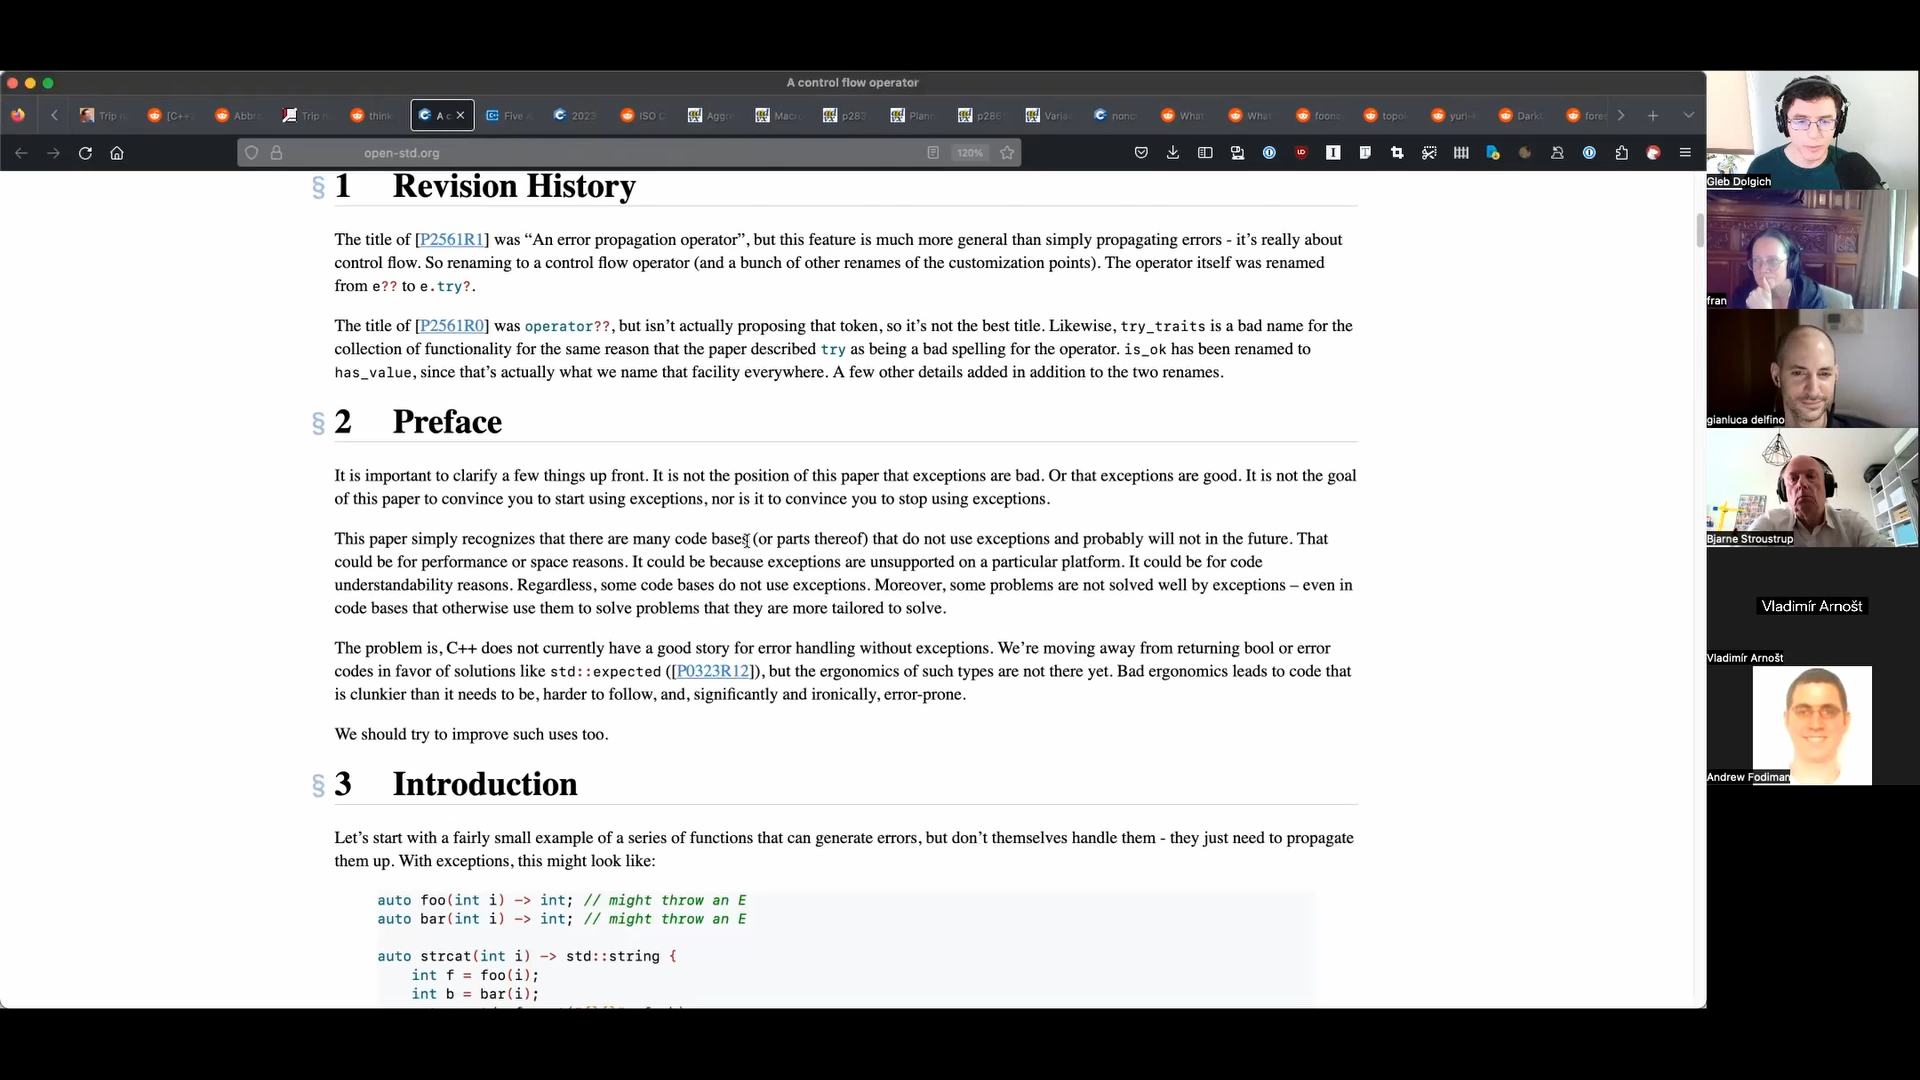 A control flow operator
Trip
[C++
Abbr
Trip r
think
A c
Five
2023
ISO C
Aggr
Macr
p283
Plann
p286
Varia
nonc
What
What
foon
topol
yuri-k
Dark
fores
open-std.org
120%
§ 1 Revision History
The title of [P2561R1] was “An error propagation operator”, but this feature is much more general than simply propagating errors - it’s really about
control flow. So renaming to a control flow operator (and a bunch of other renames of the customization points). The operator itself was renamed
from e?? to e.try?.
The title of [P2561R0] was operator??, but isn’t actually proposing that token, so it’s not the best title. Likewise, try_traits is a bad name for the
collection of functionality for the same reason that the paper described try as being a bad spelling for the operator. is_ok has been renamed to
has_value, since that’s actually what we name that facility everywhere. A few other details added in addition to the two renames.
§ 2 Preface
It is important to clarify a few things up front. It is not the position of this paper that exceptions are bad. Or that exceptions are good. It is not the goal
of this paper to convince you to start using exceptions, nor is it to convince you to stop using exceptions.
This paper simply recognizes that there are many code bases (or parts thereof) that do not use exceptions and probably will not in the future. That
could be for performance or space reasons. It could be because exceptions are unsupported on a particular platform. It could be for code
understandability reasons. Regardless, some code bases do not use exceptions. Moreover, some problems are not solved well by exceptions – even in
code bases that otherwise use them to solve problems that they are more tailored to solve.
The problem is, C++ does not currently have a good story for error handling without exceptions. We’re moving away from returning bool or error
codes in favor of solutions like std::expected ([P0323R12]), but the ergonomics of such types are not there yet. Bad ergonomics leads to code that
is clunkier than it needs to be, harder to follow, and, significantly and ironically, error-prone.
We should try to improve such uses too.
§ 3 Introduction
Let’s start with a fairly small example of a series of functions that can generate errors, but don’t themselves handle them - they just need to propagate
them up. With exceptions, this might look like:
auto foo(int i) -> int; // might throw an E
auto bar(int i) -> int; // might throw an E
auto strcat(int i) -> std::string {
int f = foo(i);
int b = bar(i);
Gleb Dolgich
fran
gianluca delfino
Bjarne Stroustrup
Vladimír Arnošt
Vladimír Arnošt
Andrew Fodiman